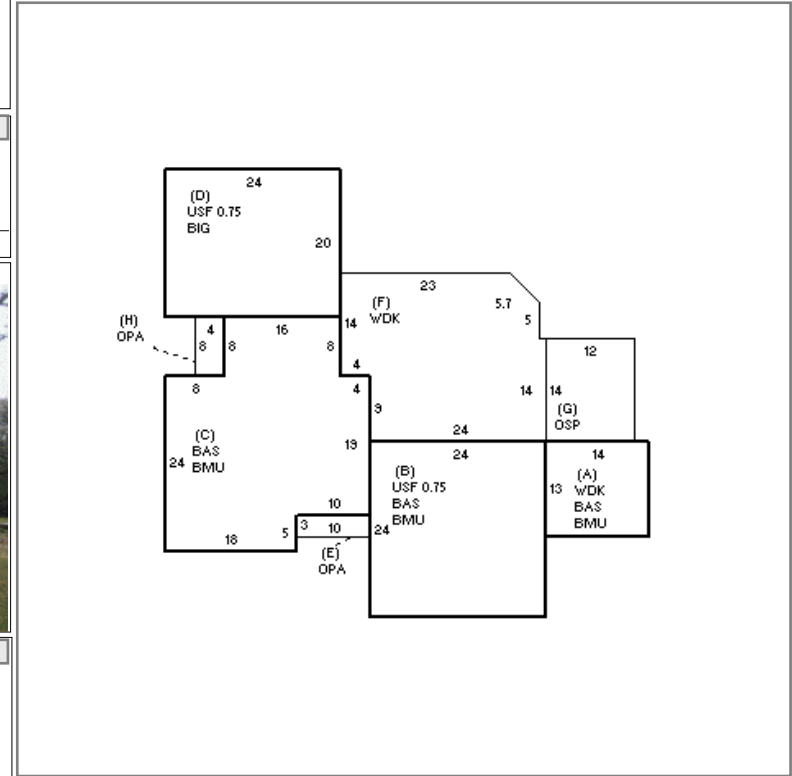 24
(D)
USF 0.75
BIG
20
23
5.7
(F)
WDK
5
(H)
OPA
4
16
14
8
8
8
12
4
8
4
14
14
9
(G)
OSP
24
(C)
BAS
BMU
19
24
24
14
(B)
USF 0.75
BAS
BMU
(A)
WDK
BAS
BMU
13
10
3
10
5
24
18
(E)
OPA